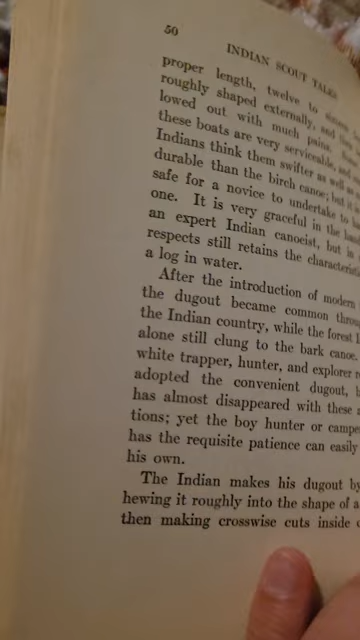 50
INDIAN SCOUT TALKS
proper length, twelve to
roughly shaped externally, and
lowed out with much pains.
these boats are very serviceable, and
Indians think them swifter as well as
durable than the birch canoe; but it is
safe for a novice to undertake to
one. It is very graceful in the
an expert Indian canoeist, but in
respects still retains the
a log in water.
After the introduction of modern
the dugout became common
the Indian country, while the forest
alone still clung to the bark canoe.
white trapper, hunter, and explorer
adopted the convenient dugout,
has almost disappeared with these
tions; yet the boy hunter or
has the requisite patience can easily
his own.
The Indian makes his dugout by
hewing it roughly into the shape of a
then making crosswise cuts inside